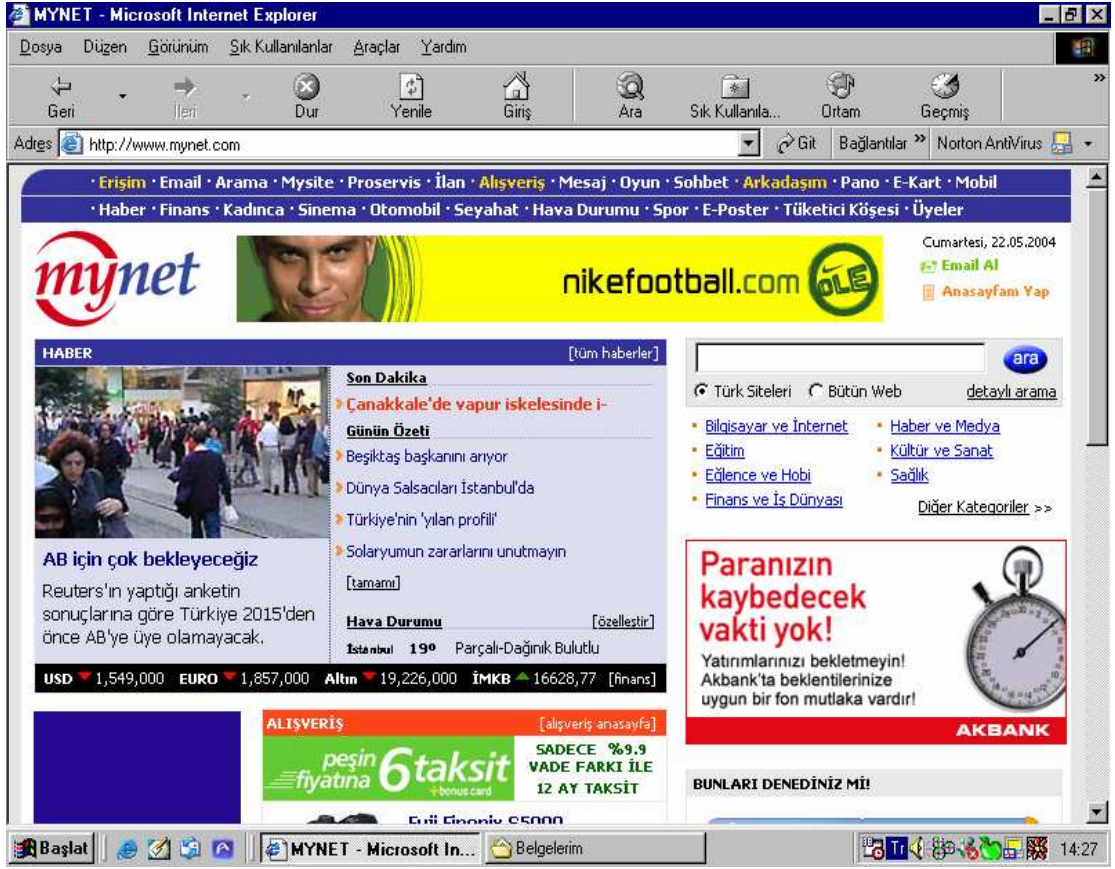 MYNET - Microsoft Internet Explorer
Dosya Düzen Görünüm Sık Kullanılanlar Araçlar Yardım
Geri İleri Dur Yenile Giriş Ara Sık Kullanıla... Ortam Geçmiş »
Adres http://www.mynet.com Git Bağlantılar » Norton AntiVirus
· Erişim · Email · Arama · Mysite · Proservis · İlan · Alışveriş · Mesaj · Oyun · Sohbet · Arkadaşım · Pano · E-Kart · Mobil
· Haber · Finans · Kadınca · Sinema · Otomobil · Seyahat · Hava Durumu · Spor · E-Poster · Tüketici Köşesi · Üyeler
mynet
nikefootball.com OLE
Cumartesi, 22.05.2004
Email Al
Anasayfam Yap
HABER [tüm haberler]
Son Dakika
Çanakkale'de vapur iskelesinde i-
Günün Özeti
Beşiktaş başkanını arıyor
Dünya Salsacıları İstanbul'da
Türkiye'nin 'yılan profili'
Solaryumun zararlarını unutmayın
[tamamı]
Hava Durumu [özelleştir]
İstanbul 19º Parçalı-Dağınık Bulutlu
AB için çok bekleyeceğiz
Reuters'ın yaptığı anketin
sonuçlarına göre Türkiye 2015'den
önce AB'ye üye olamayacak.
USD 1,549,000 EURO 1,857,000 Altın 19,226,000 İMKB 16628,77 [finans]
ara
Türk Siteleri Bütün Web detaylı arama
Bilgisayar ve İnternet
Eğitim
Eğlence ve Hobi
Finans ve İş Dünyası
Haber ve Medya
Kültür ve Sanat
Sağlık
Diğer Kategoriler >>
Paranızın
kaybedecek
vakti yok!
Yatırımlarınızı bekletmeyin!
Akbank'ta beklentilerinize
uygun bir fon mutlaka vardır!
AKBANK
ALIŞVERİŞ [alışveriş anasayfa]
peşin
fiyatına 6 taksit
+bonus card
SADECE %9.9
VADE FARKI İLE
12 AY TAKSİT
Fuji Finepix S5000
BUNLARI DENEDİNİZ Mİ!
Başlat MYNET - Microsoft In... Belgelerim Tr 14:27